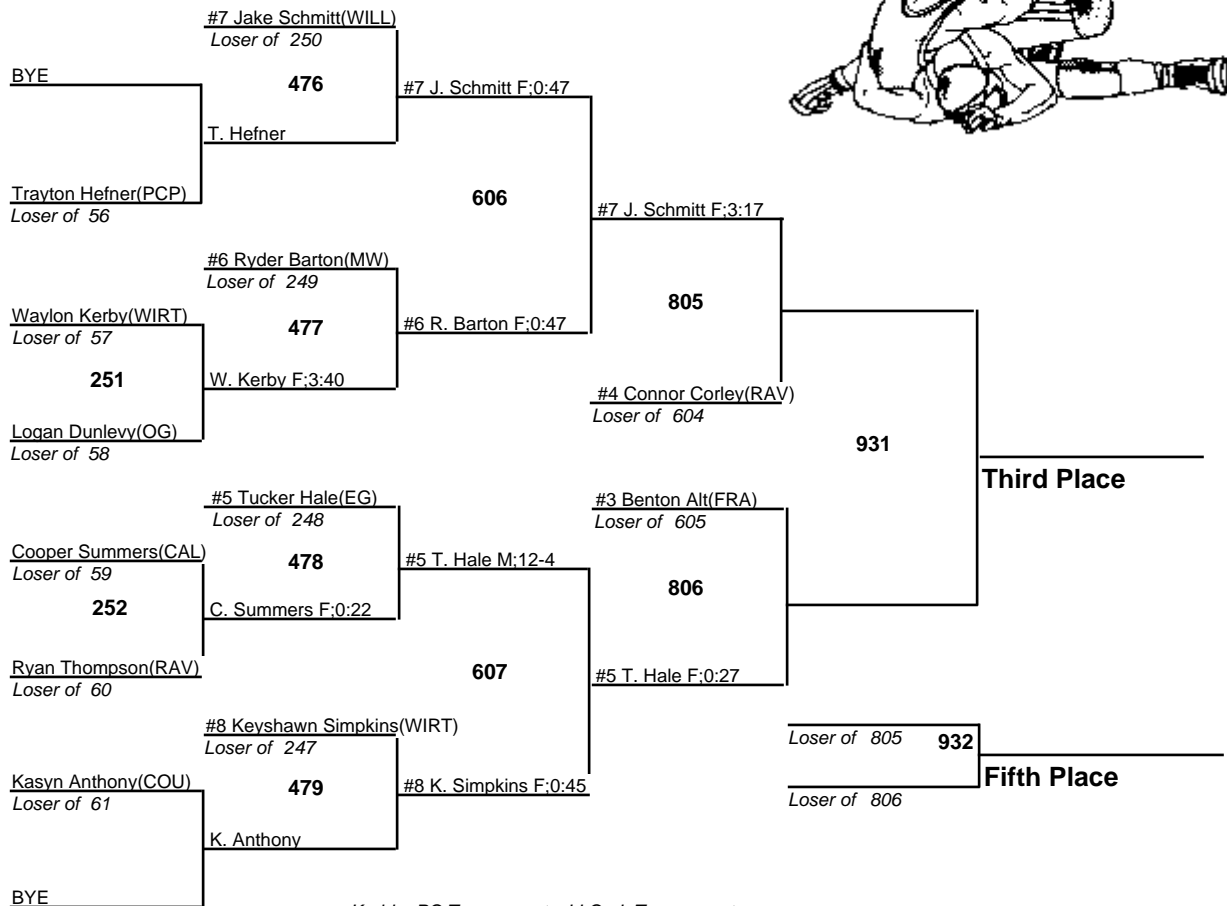 #7 Jake Schmitt(WILL)
Loser of 250
BYE
476
#7 J. Schmitt F;0:47
T. Hefner
Trayton Hefner(PCP)
Loser of 56
606
#7 J. Schmitt F;3:17
#6 Ryder Barton(MW)
Loser of 249
805
Waylon Kerby(WIRT)
Loser of 57
477
#6 R. Barton F;0:47
251
W. Kerby F;3:40
#4 Connor Corley(RAV)
Loser of 604
Logan Dunlevy(OG)
Loser of 58
931
Third Place
#5 Tucker Hale(EG)
Loser of 248
#3 Benton Alt(FRA)
Loser of 605
Cooper Summers(CAL)
Loser of 59
478
#5 T. Hale M;12-4
806
252
C. Summers F;0:22
Ryan Thompson(RAV)
Loser of 60
607
#5 T. Hale F;0:27
#8 Keyshawn Simpkins(WIRT)
Loser of 247
Loser of 805
932
Fifth Place
Kasyn Anthony(COU)
Loser of 61
479
#8 K. Simpkins F;0:45
Loser of 806
K. Anthony
BYE